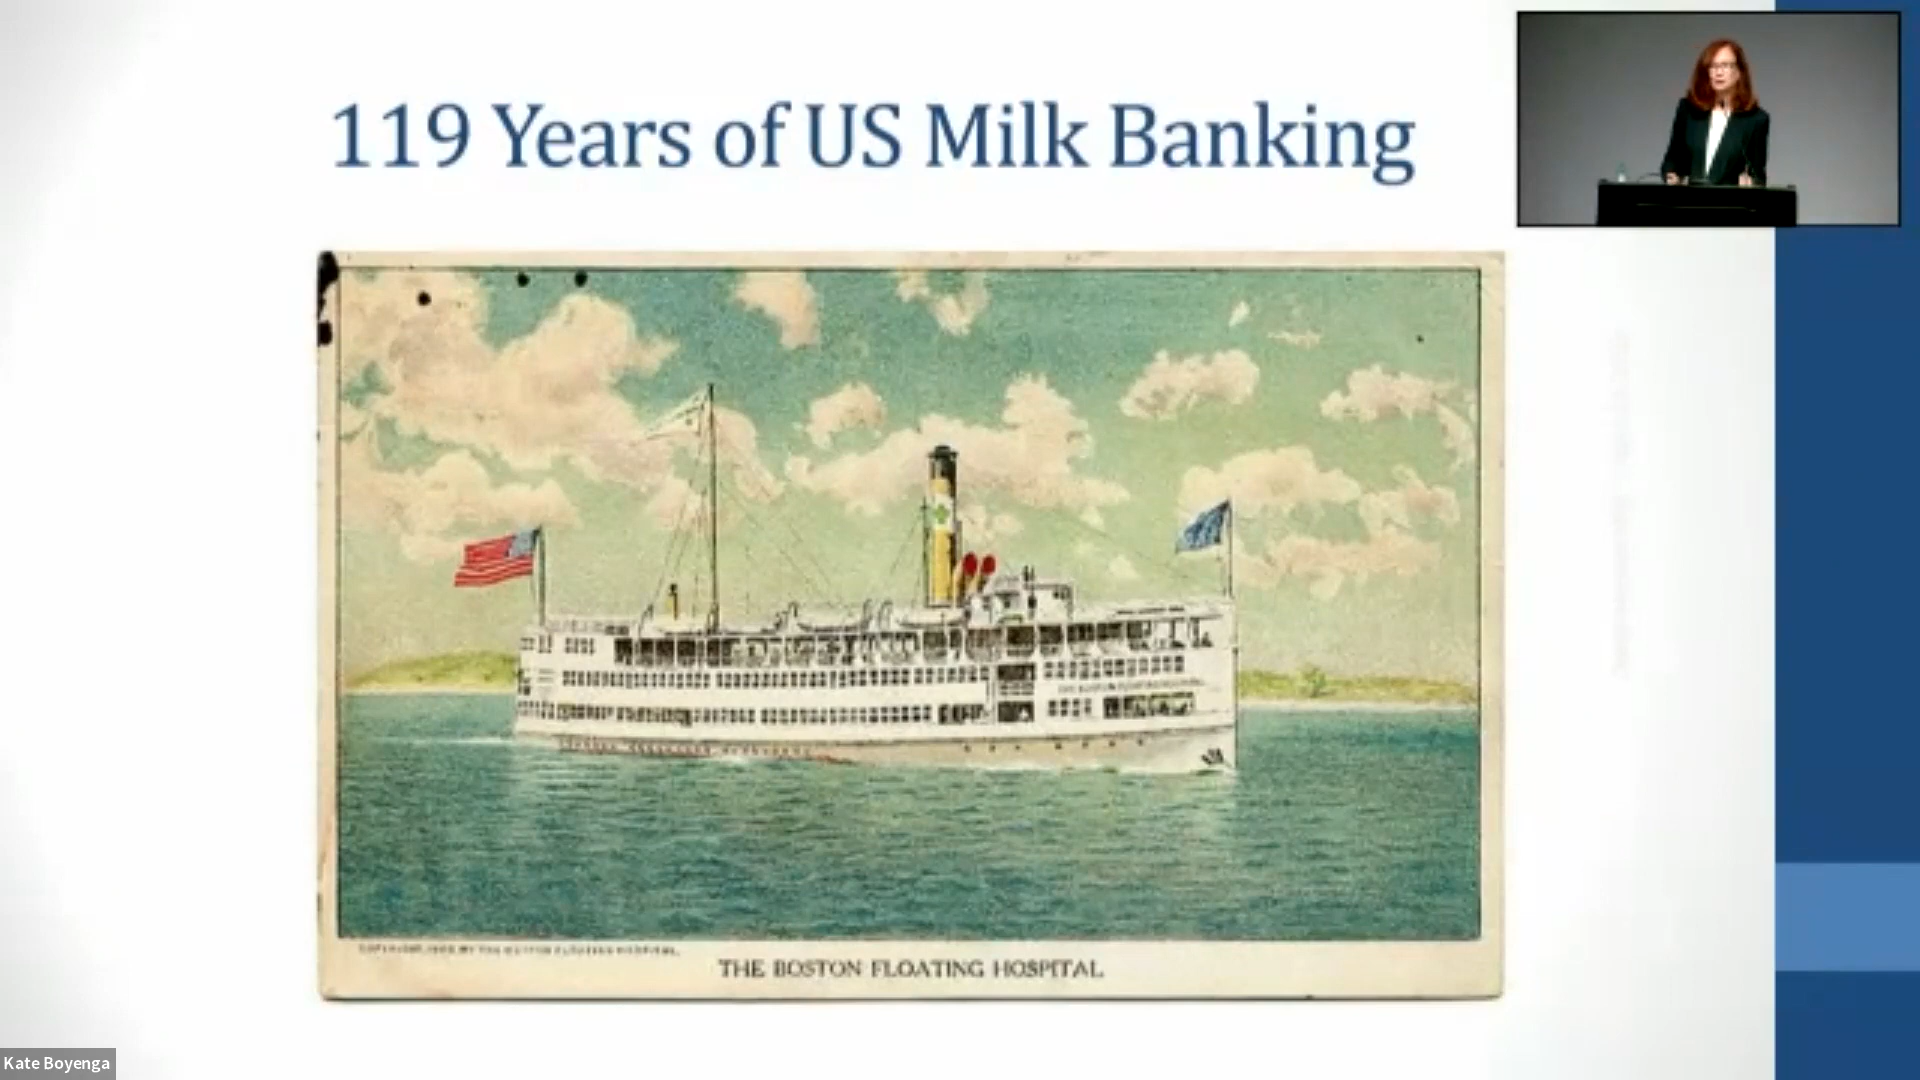 119 Years of US Milk Banking
THE BOSTON FLOATING HOSPITAL
Kate Boyenga